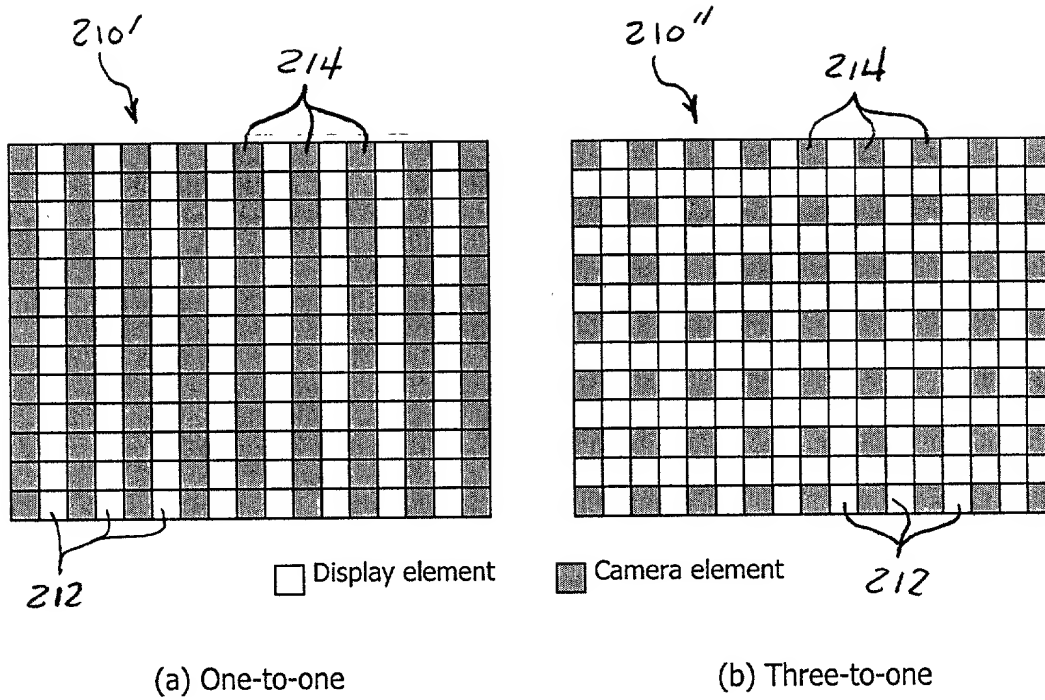 210′
214
210″
214
212
Display element
Camera element
212
(a) One-to-one
(b) Three-to-one